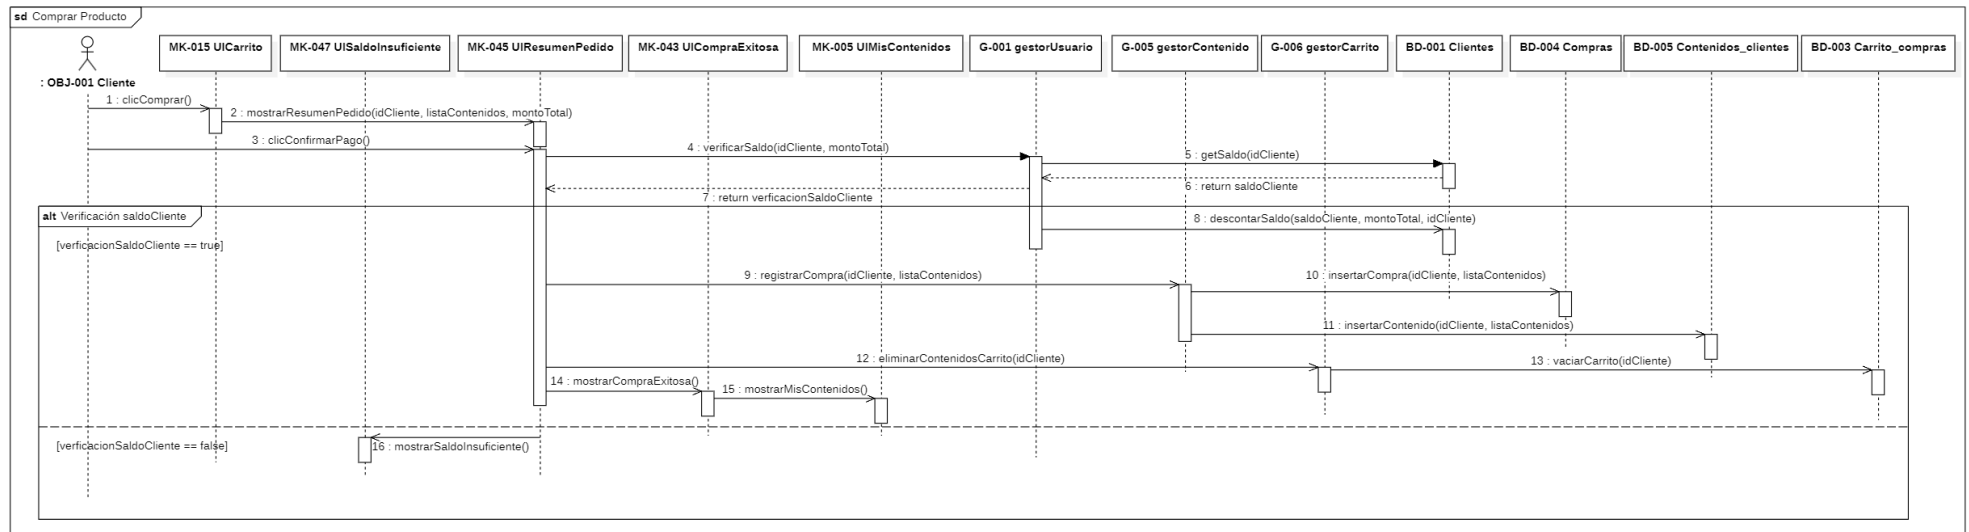 sd Comprar Producto
MK-015 UICarrito
MK-047 UISaldoInsuficiente
MK-045 UIResumenPedido
MK-043 UICompraExitosa
MK-005 UIMisContenidos
G-001 gestorUsuario
G-005 gestorContenido
G-006 gestorCarrito
BD-001 Clientes
BD-004 Compras
BD-005 Contenidos_clientes
BD-003 Carrito_compras
: OBJ-001 Cliente
1 : clicComprar()
2 : mostrarResumenPedido(idCliente, listaContenidos, montoTotal)
3 : clicConfirmarPago()
4 : verificarSaldo(idCliente, montoTotal)
5 : getSaldo(idCliente)
6 : return saldoCliente
7 : return verficacionSaldoCliente
alt Verificación saldoCliente
8 : descontarSaldo(saldoCliente, montoTotal, idCliente)
[verficacionSaldoCliente == true]
9 : registrarCompra(idCliente, listaContenidos)
10 : insertarCompra(idCliente, listaContenidos)
11 : insertarContenido(idCliente, listaContenidos)
12 : eliminarContenidosCarrito(idCliente)
13 : vaciarCarrito(idCliente)
14 : mostrarCompraExitosa()
15 : mostrarMisContenidos()
[verficacionSaldoCliente == false]
16 : mostrarSaldoInsuficiente()